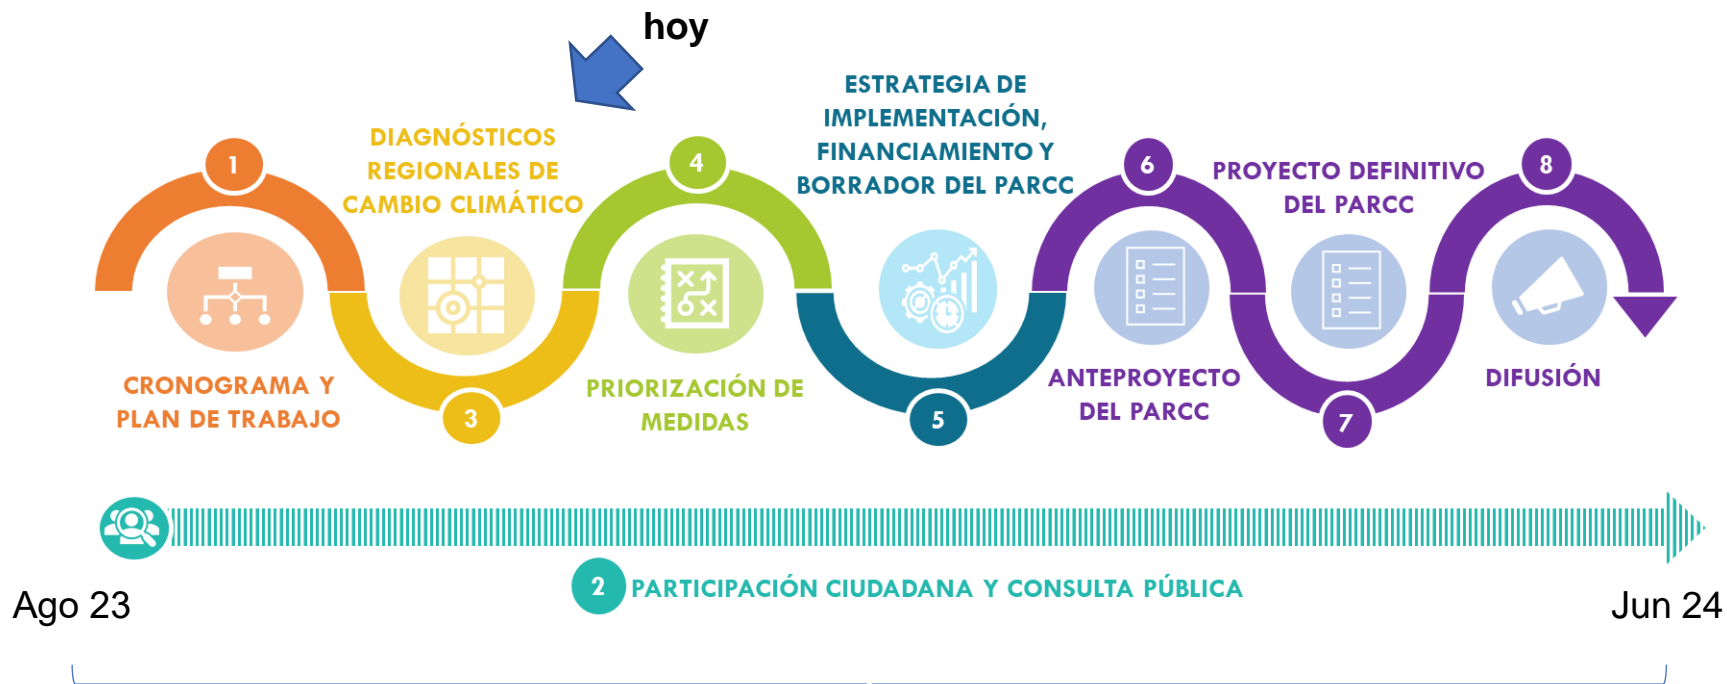 hoy
1
DIAGNÓSTICOS
REGIONALES DE
CAMBIO CLIMÁTICO
4
ESTRATEGIA DE
IMPLEMENTACIÓN,
FINANCIAMIENTO Y
BORRADOR DEL PARCC
6
PROYECTO DEFINITIVO
DEL PARCC
8
CRONOGRAMA Y
PLAN DE TRABAJO
3
PRIORIZACIÓN DE
MEDIDAS
5
ANTEPROYECTO
DEL PARCC
7
DIFUSIÓN
2 PARTICIPACIÓN CIUDADANA Y CONSULTA PÚBLICA
Ago 23
Jun 24